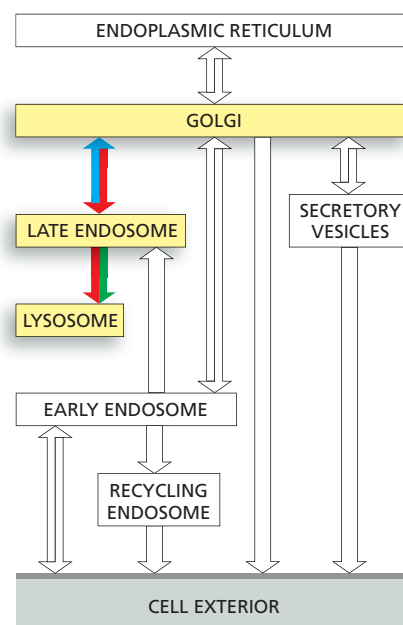 ENDOPLASMIC RETICULUM
GOLGI
LATE ENDOSOME
SECRETORY
VESICLES
LYSOSOME
EARLY ENDOSOME
RECYCLING
ENDOSOME
CELL EXTERIOR